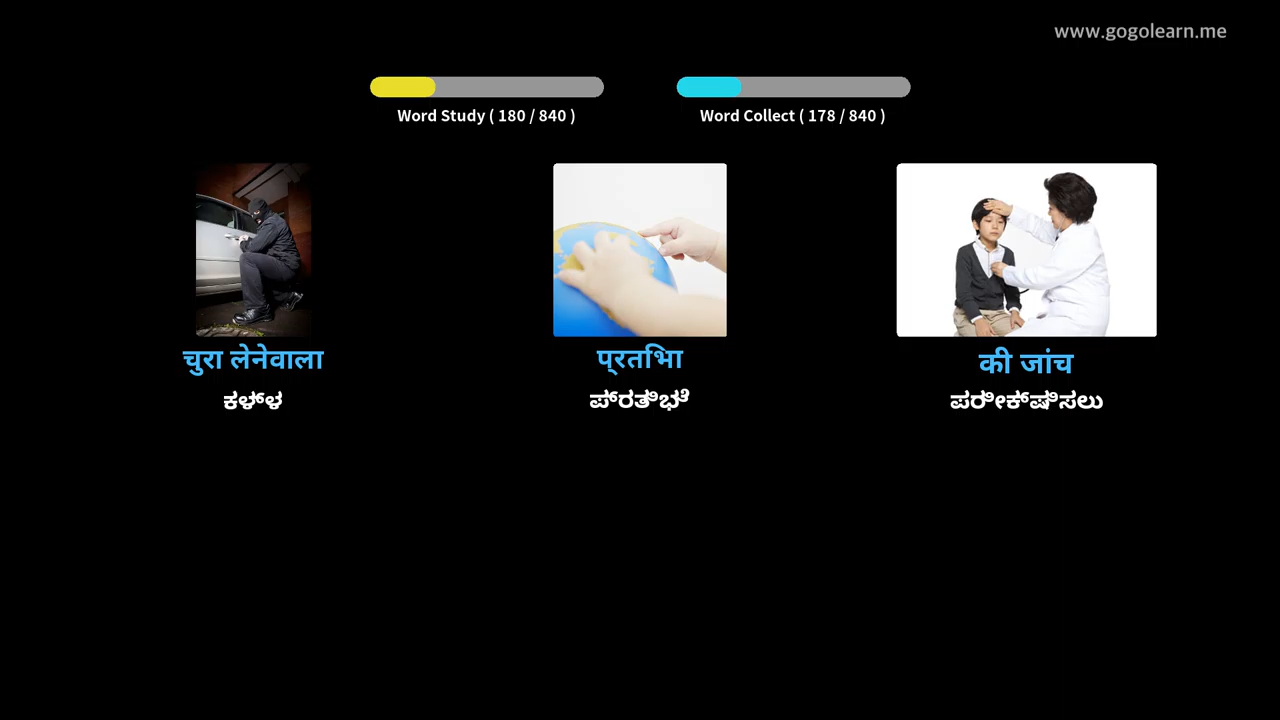 www.gogolearn.me
Word Study ( 180 / 840 )
Word Collect ( 178 / 840 )
चुरा लेनेवाला
प्रतिभा
की जांच
ಕಳ್ಳ
ಪ್ರತಿಭೆ
ಪರೀಕ್ಷಿಸಲು